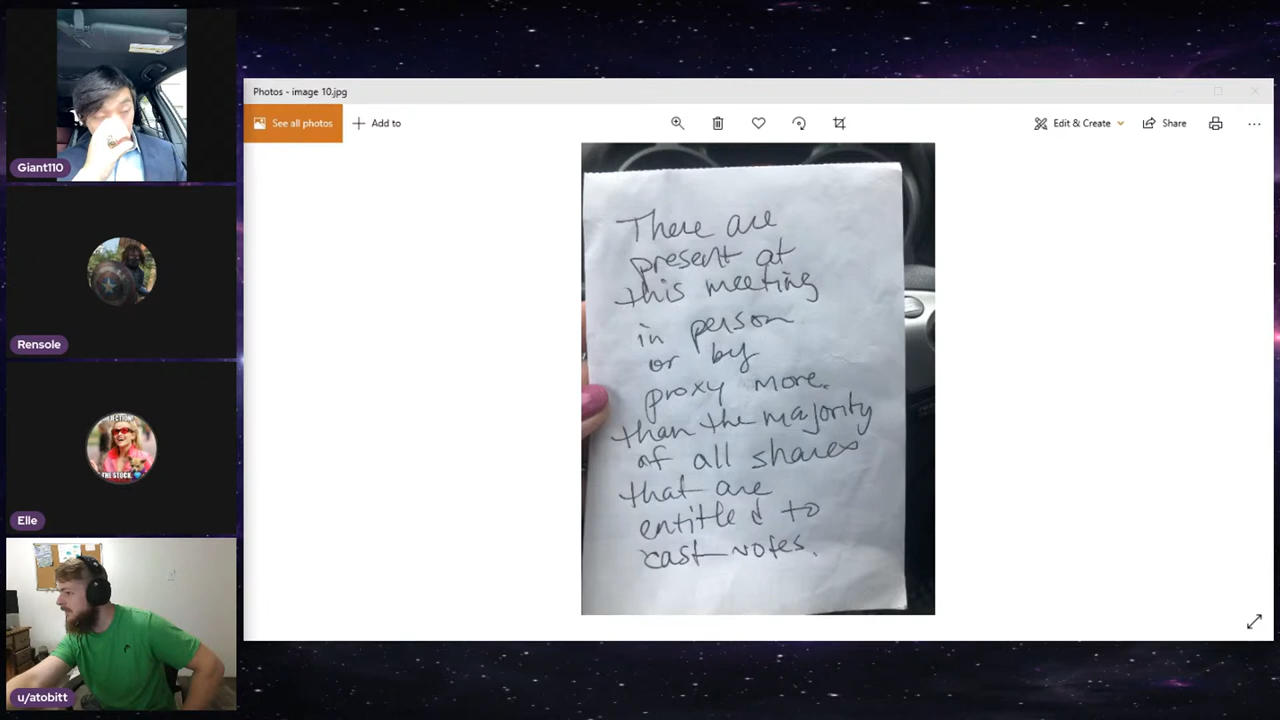 Photos - image 10.jpg
See all photos
Add to
Edit & Create
Share
There are
present at
this meeting
in person
or by
proxy more
than the majority
of all shares
that are
entitled to
cast votes.
Giant110
Rensole
THE STOCK
Elle
u/atobitt